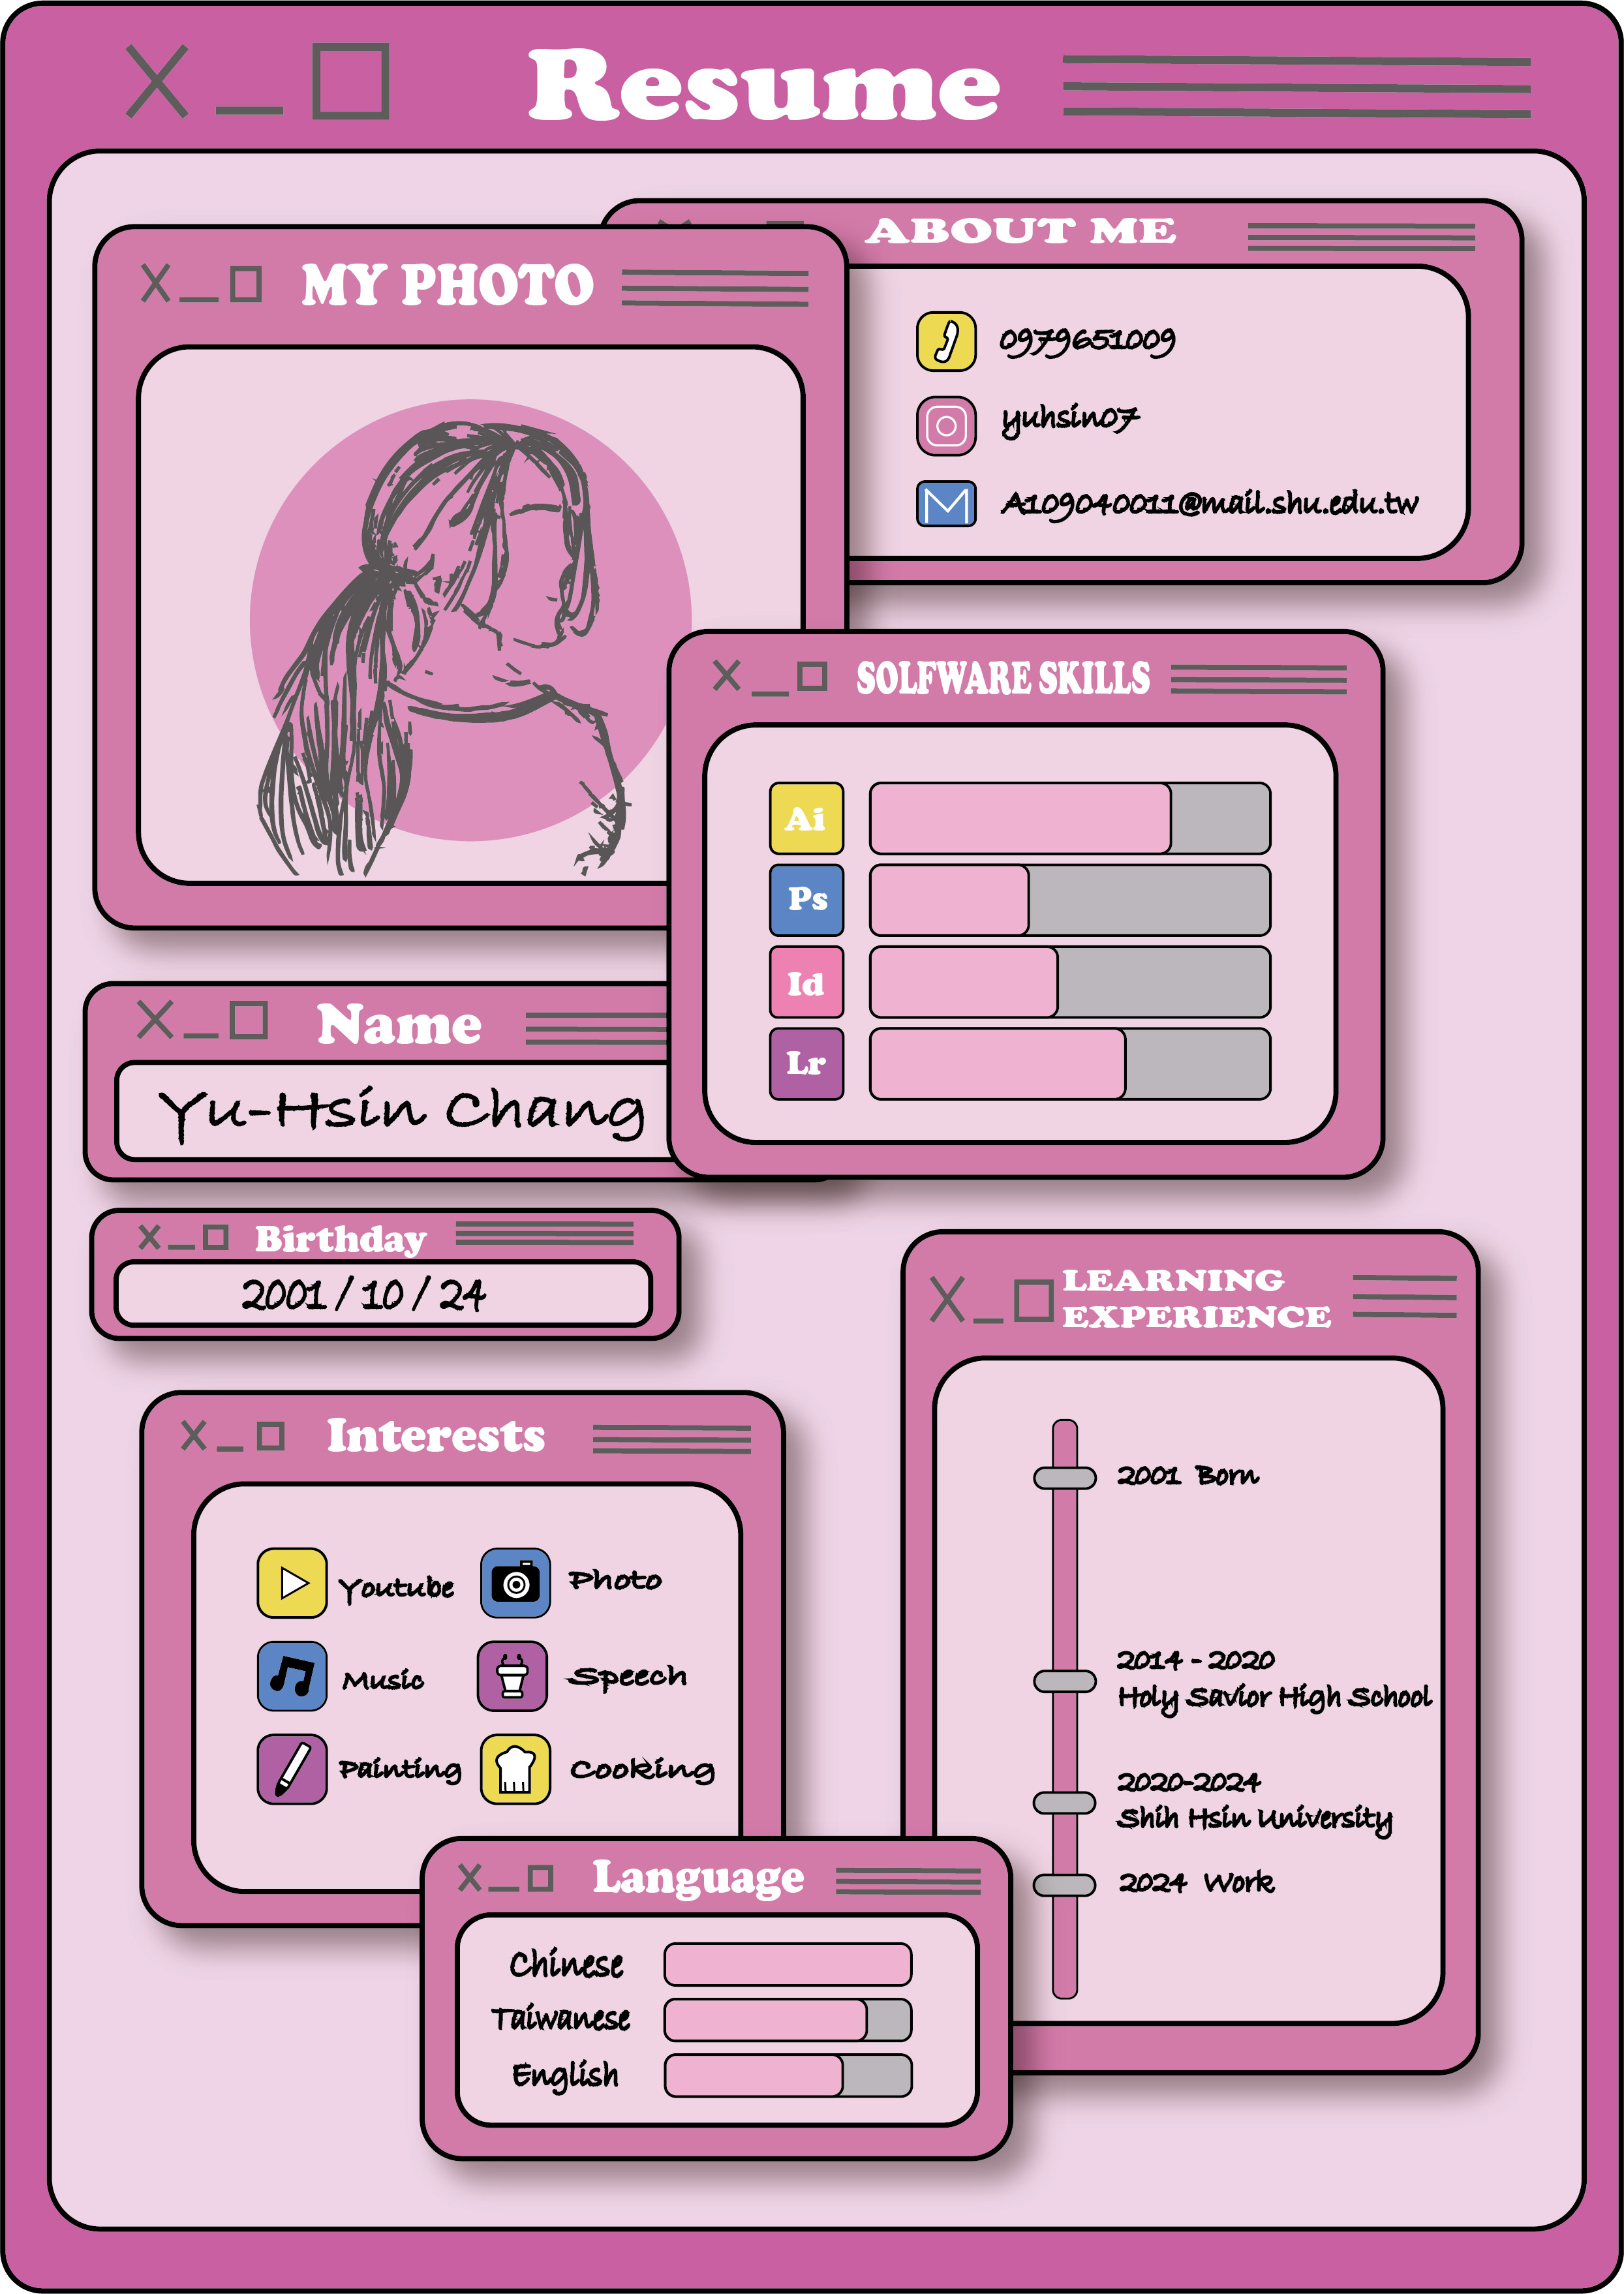 Resume
MY PHOTO
ABOUT ME
0979651009
yuhsin07
A109040011@mail.shu.edu.tw
SOLFWARE SKILLS
Ai
Ps
Id
Lr
Name
Yu-Hsin Chang
Birthday
2001 / 10 / 24
Interests
Youtube
Photo
Music
Speech
Painting
Cooking
LEARNING
EXPERIENCE
2001 Born
2014 - 2020
Holy Savior High School
2020-2024
Shih Hsin University
2024 Work
Language
Chinese
Taiwanese
English